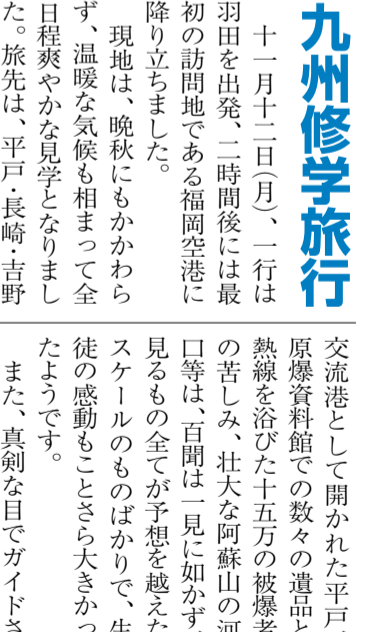 九州修学旅行
十一月十二日(月)、一行は
羽田を出発、二時間後には最
初の訪問地である福岡空港に
降り立ちました。
現地は、晩秋にもかかわら
ず、温暖な気候も相まって全
日程爽やかな見学となりまし
た。旅先は、平戸・長崎・吉野
交流港として開かれた平戸、
原爆資料館での数々の遺品と
熱線を浴びた十五万の被爆者
の苦しみ、壮大な阿蘇山の河
口等は、百聞は一見に如かず、
見るもの全てが予想を越えた
スケールのものばかりで、生
徒の感動もことさら大きかっ
たようです。
また、真剣な目でガイドさ